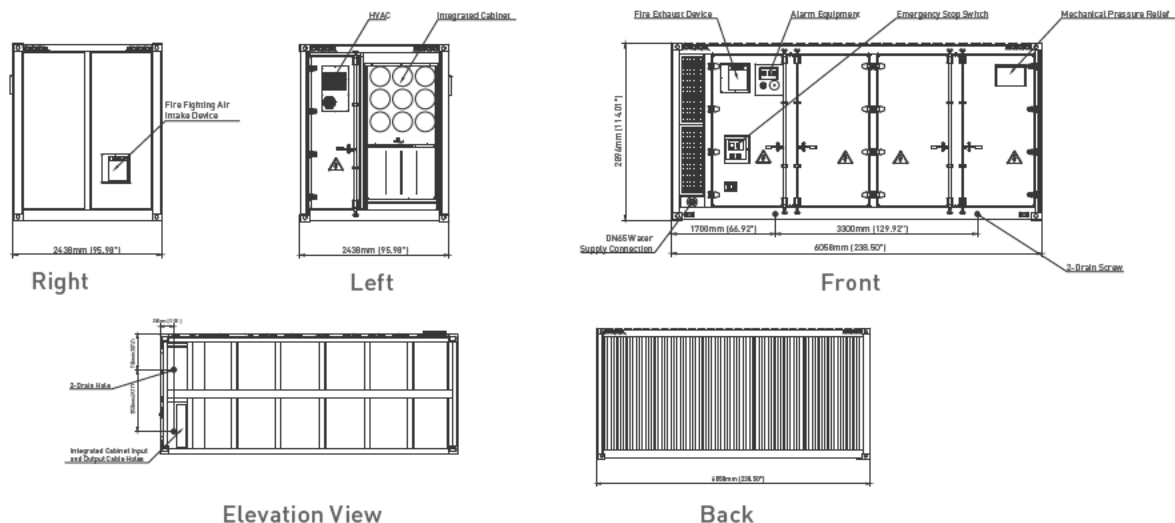 HVAC
Integrated Cabinet
Fire Fighting Air
Intake Device
2438mm (95.98")
Right
2438mm (95.98")
Left
Fire Exhaust Device
Alarm Equipment
Emergency Stop Switch
Mechanical Pressure Relief
2896mm (114.01")
DN65 Water
Supply Connection
1700mm (66.92")
3300mm (129.92")
6058mm (238.50")
2-Drain Screw
Front
2-Drain Hole
Integrated Cabinet Input
and Output Cable Holes
Elevation View
6058mm (238.50")
Back